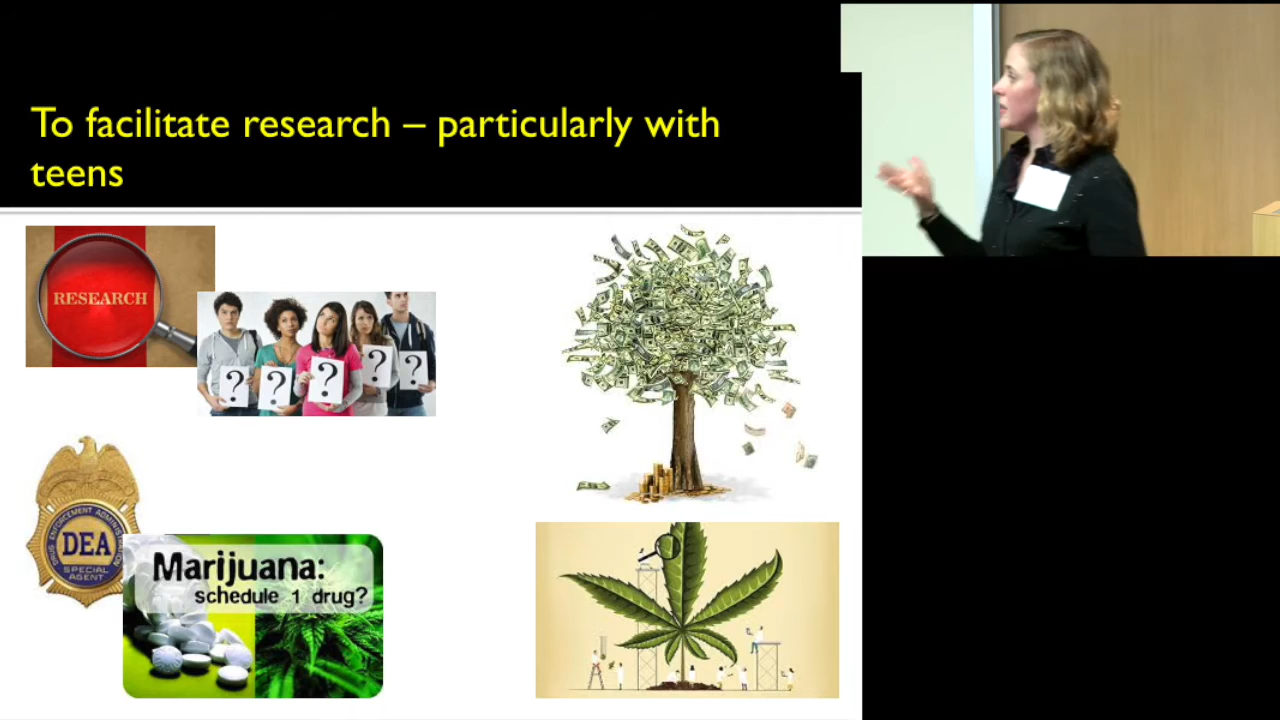 To facilitate research – particularly with
teens
RESEARCH
? ? ? ? ?
DRUG ENFORCEMENT ADMINISTRATION
DEA
SPECIAL
AGENT
Marijuana:
schedule 1 drug?